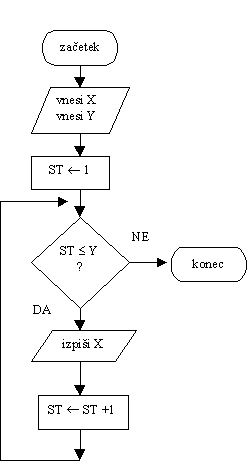 začetek
vnesi X
vnesi Y
ST ← 1
ST ≤ Y
?
NE
konec
DA
izpiši X
ST ← ST +1